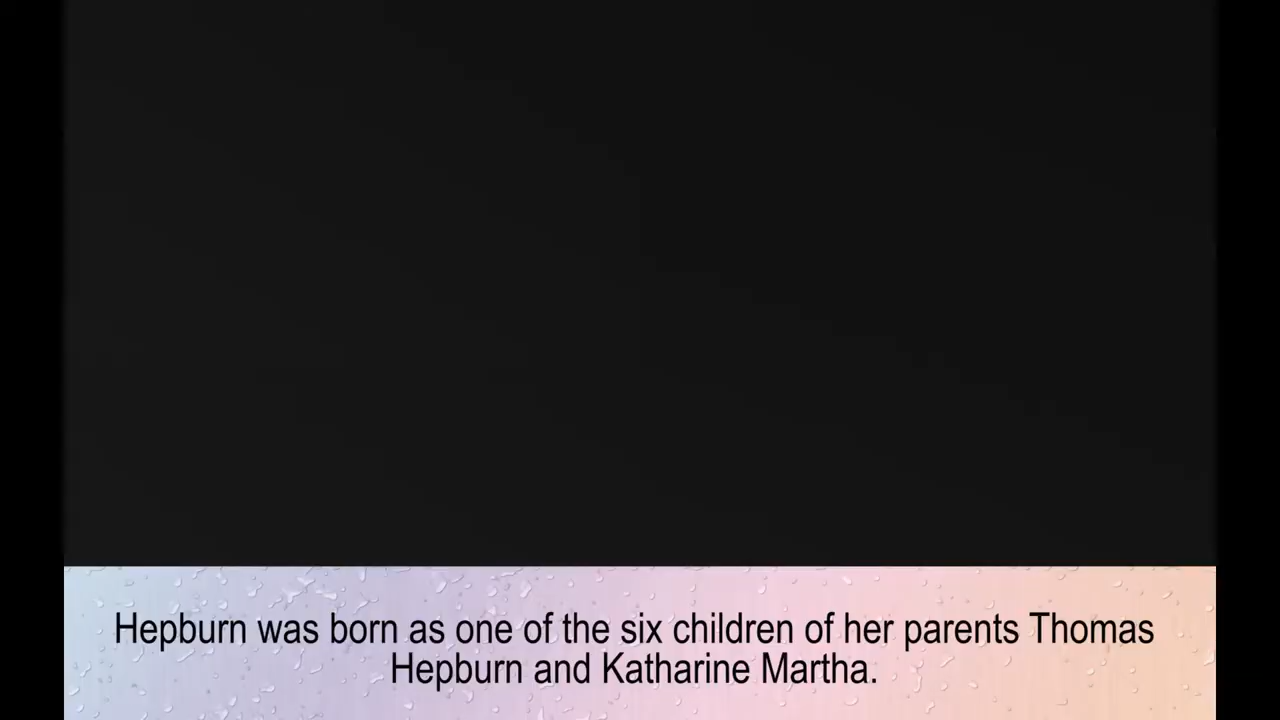 Hepburn was born as one of the six children of her parents Thomas
Hepburn and Katharine Martha.